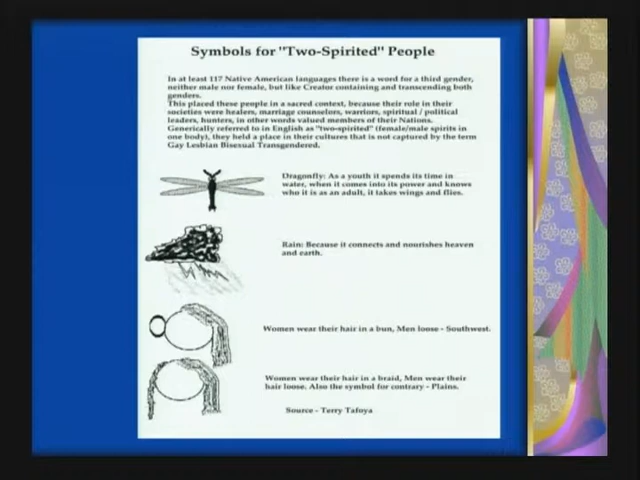 Symbols for "Two-Spirited" People
In at least 117 Native American languages there is a word for a third gender,
neither male nor female, but like Creator containing and transcending both
genders.
This placed these people in a sacred context, because their role in their
societies were healers, marriage counselors, warriors, spiritual / political
leaders, hunters, in other words valued members of their Nations.
Generically referred to in English as "two-spirited" (female/male spirits in
one body), they held a place in their cultures that is not captured by the term
Gay Lesbian Bisexual Transgendered.
Dragonfly: As a youth it spends its time in
water, when it comes into its power and knows
who it is as an adult, it takes wings and flies.
Rain: Because it connects and nourishes heaven
and earth.
Women wear their hair in a bun, Men loose - Southwest.
Women wear their hair in a braid, Men wear their
hair loose. Also the symbol for contrary - Plains.
Source - Terry Tafoya